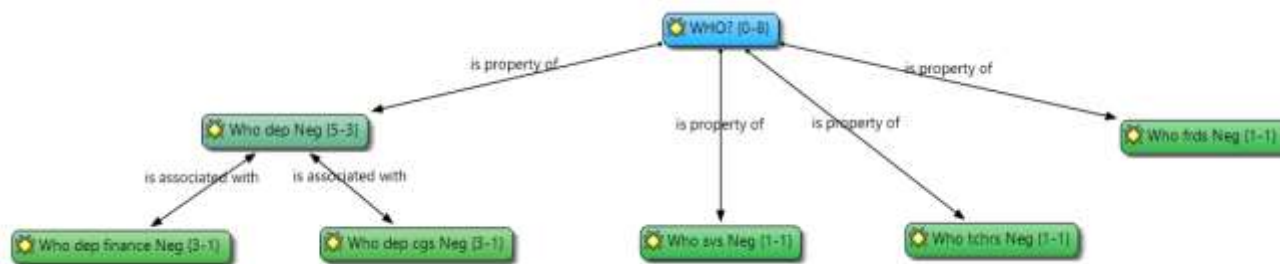 WHO? {0-8}
is property of
is property of
is property of
is property of
Who dep Neg {5-3}
Who frds Neg {1-1}
is associated with
is associated with
Who dep finance Neg {3-1}
Who dep cgs Neg {3-1}
Who svs Neg {1-1}
Who tchrs Neg {1-1}